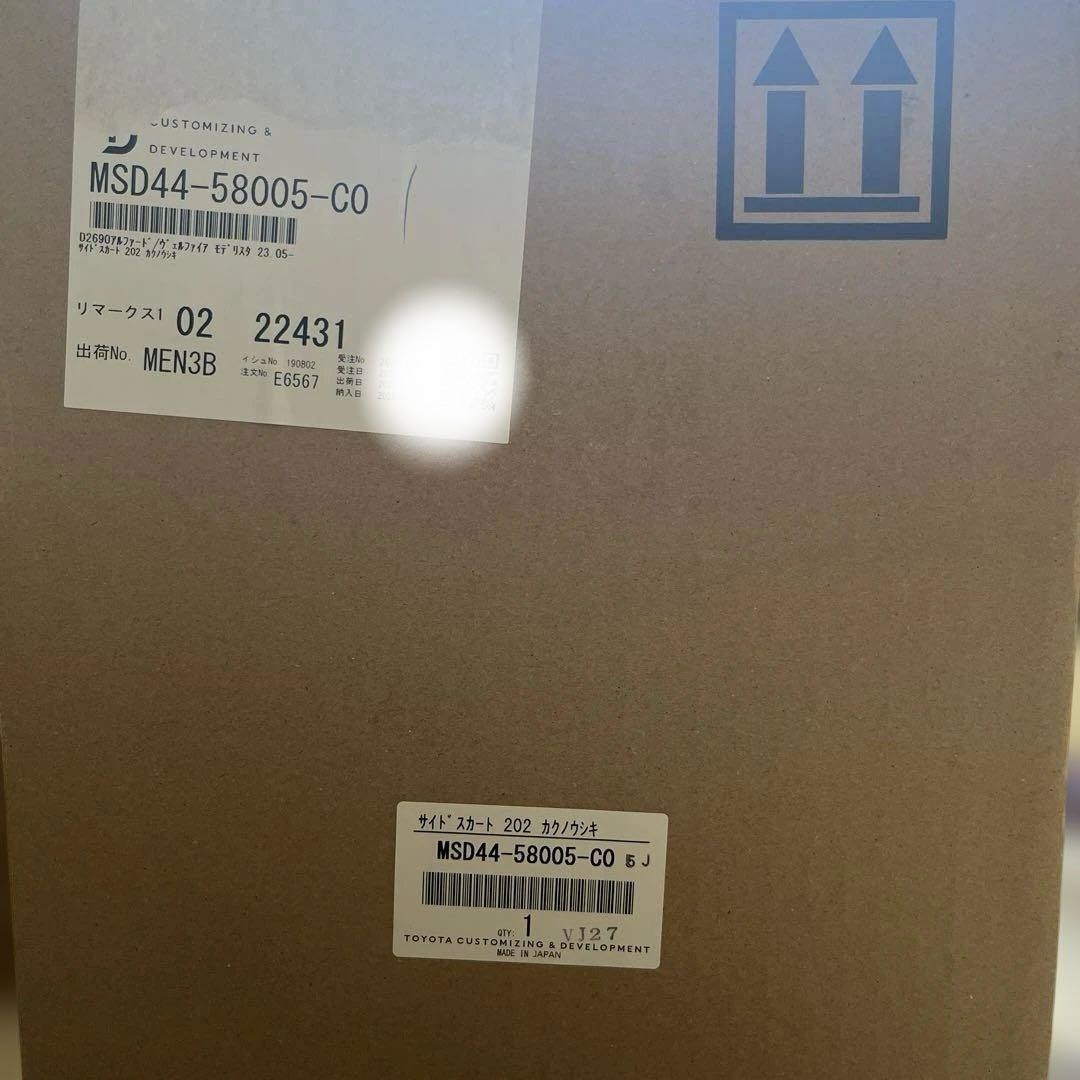 CUSTOMIZING &
DEVELOPMENT
MSD44-58005-C0
D2690アルファード/ヴェルファイア モデリスタ 23.05-
サイドスカート 202 カクノウシキ
リマークス1 02 22431
出荷No. MEN3B
イシュNo. 190802
注文No. E6567
受注No
受注日
出荷日
納入日
サイドスカート 202 カクノウシキ
MSD44-58005-C0 5 J
QTY: 1 VJ27
TOYOTA CUSTOMIZING & DEVELOPMENT
MADE IN JAPAN